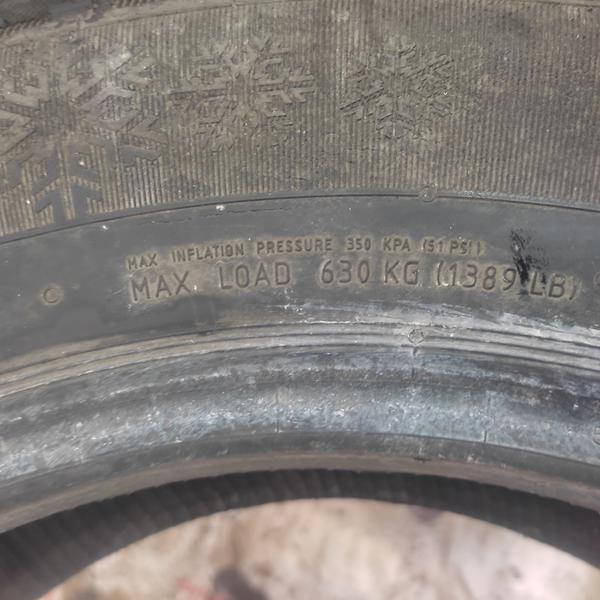 MAX INFLATION PRESSURE 350 KPA (51 PSI)
MAX. LOAD 630 KG (1389 LB)